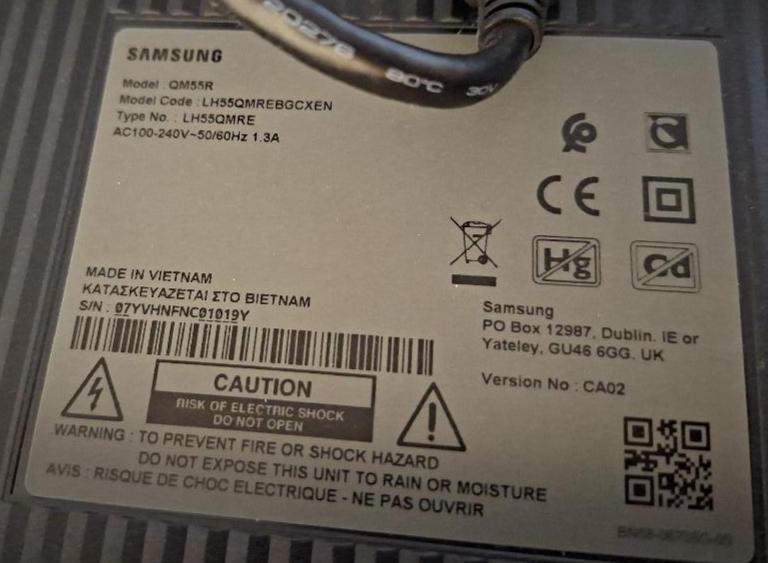 20276 80°C 30V
SAMSUNG
Model : QM55R
Model Code : LH55QMREBGCXEN
Type No. : LH55QMRE
AC100-240V~50/60Hz 1.3A
CE
Hg
Cd
MADE IN VIETNAM
ΚΑΤΑΣΚΕΥΑΖΕΤΑΙ ΣΤΟ ΒΙΕΤΝΑΜ
S/N : 07YVHNFNC01019Y
Samsung
PO Box 12987, Dublin. IE or
Yateley, GU46 6GG. UK
Version No : CA02
CAUTION
RISK OF ELECTRIC SHOCK
DO NOT OPEN
WARNING : TO PREVENT FIRE OR SHOCK HAZARD
DO NOT EXPOSE THIS UNIT TO RAIN OR MOISTURE
AVIS : RISQUE DE CHOC ELECTRIQUE - NE PAS OUVRIR